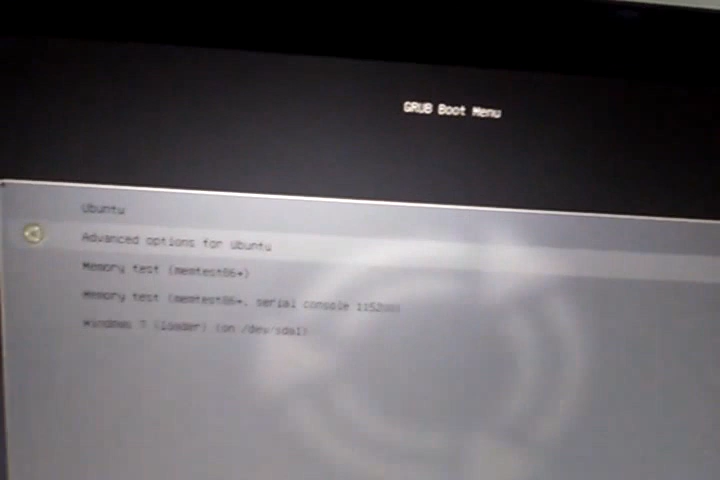 GRUB Boot Menu
Ubuntu
Advanced options for Ubuntu
Memory test (memtest86+)
Memory test (memtest86+, serial console 115200)
Windows 7 (loader) (on /dev/sda1)